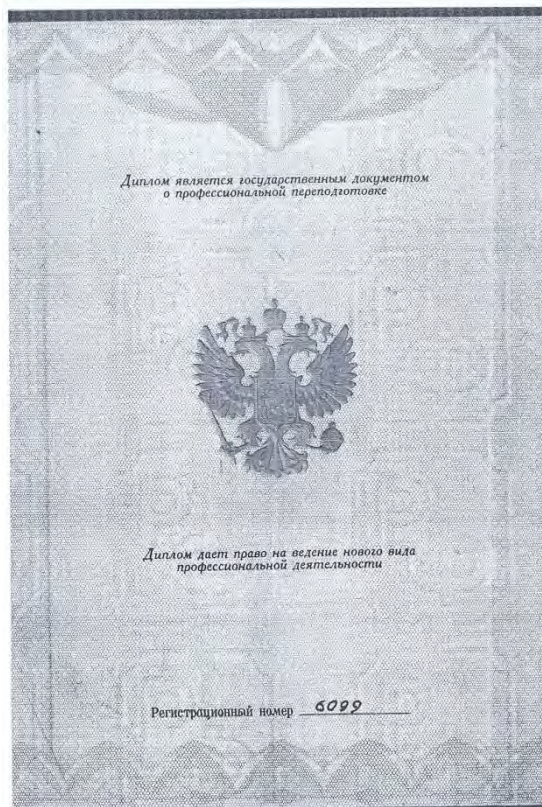 Диплом является государственным документом
о профессиональной переподготовке
Диплом дает право на ведение нового вида
профессиональной деятельности
Регистрационный номер 6099